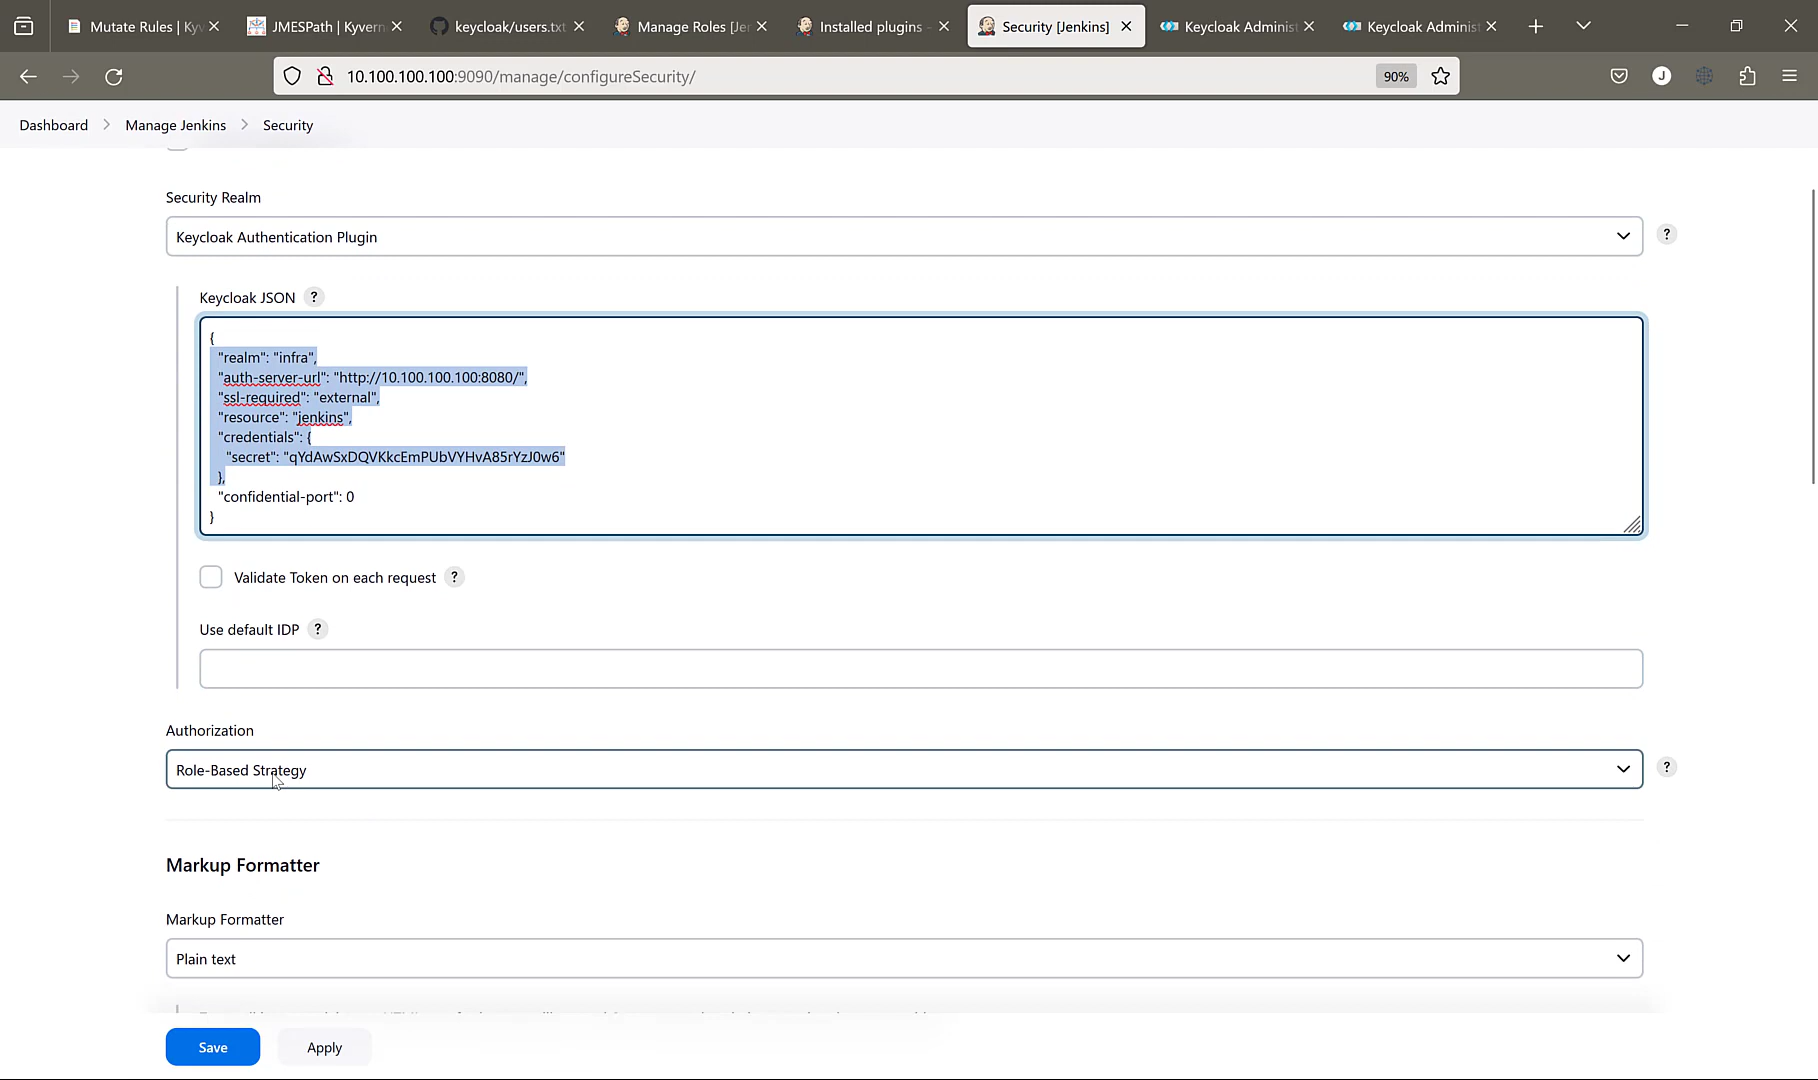 Mutate Rules | Kyv
JMESPath | Kyvern
keycloak/users.txt
Manage Roles [Jen
Installed plugins -
Security [Jenkins]
Keycloak Administ
Keycloak Administ
10.100.100.100:9090/manage/configureSecurity/
90%
J
Dashboard
Manage Jenkins
Security
Security Realm
Keycloak Authentication Plugin
?
Keycloak JSON ?
{
"realm": "infra",
"auth-server-url": "http://10.100.100.100:8080/",
"ssl-required": "external",
"resource": "jenkins",
"credentials": {
"secret": "qYdAwSxDQVKkcEmPUbVYHvA85rYzJ0w6"
},
"confidential-port": 0
}
Validate Token on each request ?
Use default IDP ?
Authorization
Role-Based Strategy
?
Markup Formatter
Markup Formatter
Plain text
Save
Apply